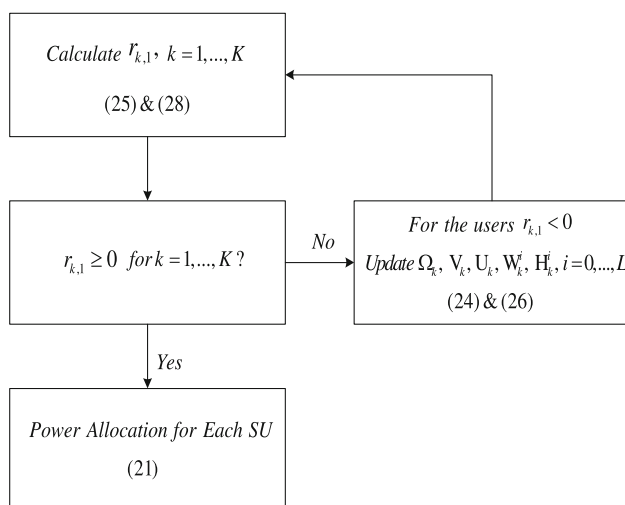 Calculate r_{k,1}, k = 1,...,K
(25) & (28)
r_{k,1} ≥ 0 for k = 1,...,K ?
No
For the users r_{k,1} < 0
Update Ω_k, V_k, U_k, W_k^i, H_k^i, i = 0,...,L
(24) & (26)
Yes
Power Allocation for Each SU
(21)